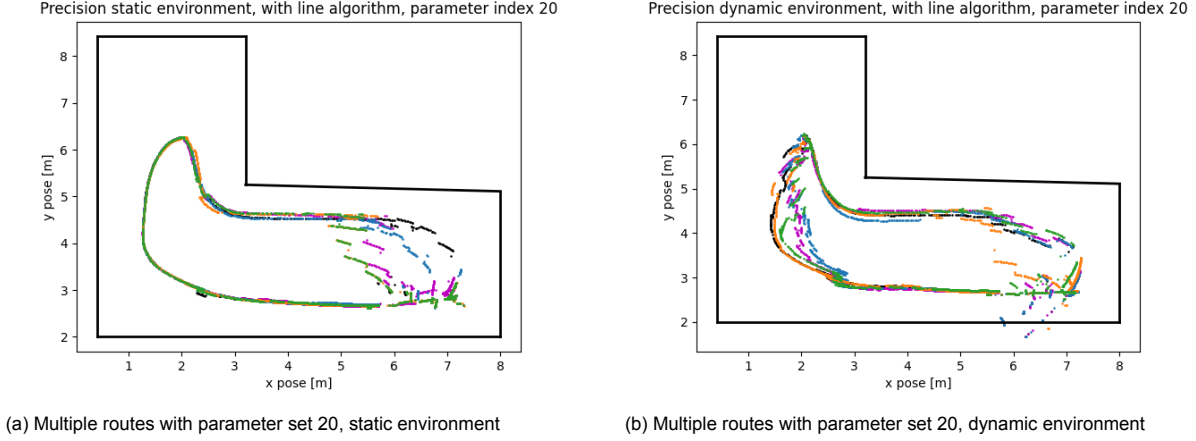 Precision static environment, with line algorithm, parameter index 20
8
7
6
5
4
3
2
y pose [m]
1 2 3 4 5 6 7 8
x pose [m]
(a) Multiple routes with parameter set 20, static environment
Precision dynamic environment, with line algorithm, parameter index 20
8
7
6
5
4
3
2
y pose [m]
1 2 3 4 5 6 7 8
x pose [m]
(b) Multiple routes with parameter set 20, dynamic environment